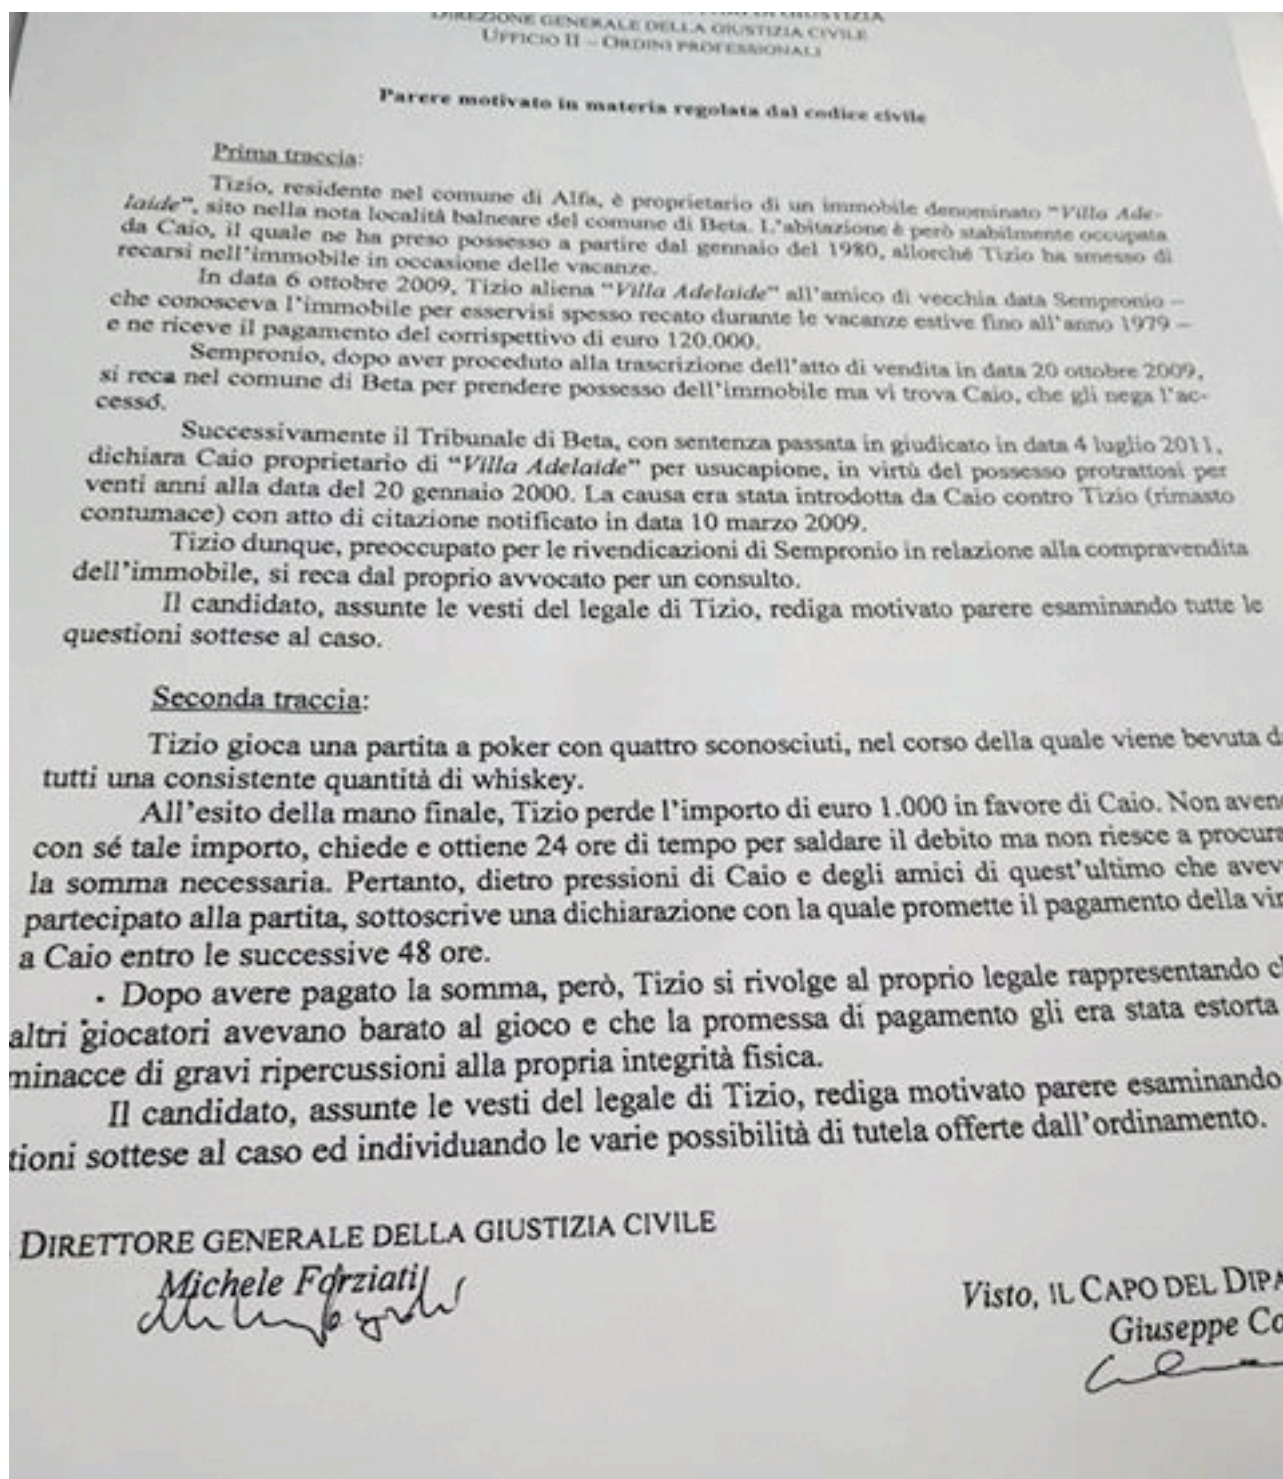 DIREZIONE GENERALE DELLA GIUSTIZIA CIVILE
UFFICIO II – ORDINI PROFESSIONALI
Parere motivato in materia regolata dal codice civile
Prima traccia:
Tizio, residente nel comune di Alfa, è proprietario di un immobile denominato "Villa Ade-
laide", sito nella nota località balneare del comune di Beta. L'abitazione è però stabilmente occupata
da Caio, il quale ne ha preso possesso a partire dal gennaio del 1980, allorché Tizio ha smesso di
recarsi nell'immobile in occasione delle vacanze.
In data 6 ottobre 2009, Tizio aliena "Villa Adelaide" all'amico di vecchia data Sempronio –
che conosceva l'immobile per esservisi spesso recato durante le vacanze estive fino all'anno 1979 –
e ne riceve il pagamento del corrispettivo di euro 120.000.
Sempronio, dopo aver proceduto alla trascrizione dell'atto di vendita in data 20 ottobre 2009,
si reca nel comune di Beta per prendere possesso dell'immobile ma vi trova Caio, che gli nega l'ac-
cesso.
Successivamente il Tribunale di Beta, con sentenza passata in giudicato in data 4 luglio 2011,
dichiara Caio proprietario di "Villa Adelaide" per usucapione, in virtù del possesso protrattosi per
venti anni alla data del 20 gennaio 2000. La causa era stata introdotta da Caio contro Tizio (rimasto
contumace) con atto di citazione notificato in data 10 marzo 2009.
Tizio dunque, preoccupato per le rivendicazioni di Sempronio in relazione alla compravendita
dell'immobile, si reca dal proprio avvocato per un consulto.
Il candidato, assunte le vesti del legale di Tizio, rediga motivato parere esaminando tutte le
questioni sottese al caso.
Seconda traccia:
Tizio gioca una partita a poker con quattro sconosciuti, nel corso della quale viene bevuta d
tutti una consistente quantità di whiskey.
All'esito della mano finale, Tizio perde l'importo di euro 1.000 in favore di Caio. Non aven
con sé tale importo, chiede e ottiene 24 ore di tempo per saldare il debito ma non riesce a procura
la somma necessaria. Pertanto, dietro pressioni di Caio e degli amici di quest'ultimo che avev
partecipato alla partita, sottoscrive una dichiarazione con la quale promette il pagamento della vin
a Caio entro le successive 48 ore.
Dopo avere pagato la somma, però, Tizio si rivolge al proprio legale rappresentando c
altri giocatori avevano barato al gioco e che la promessa di pagamento gli era stata estorta
minacce di gravi ripercussioni alla propria integrità fisica.
Il candidato, assunte le vesti del legale di Tizio, rediga motivato parere esaminando
tioni sottese al caso ed individuando le varie possibilità di tutela offerte dall'ordinamento.
DIRETTORE GENERALE DELLA GIUSTIZIA CIVILE
Michele Forziati
Visto, IL CAPO DEL DIPA
Giuseppe Co